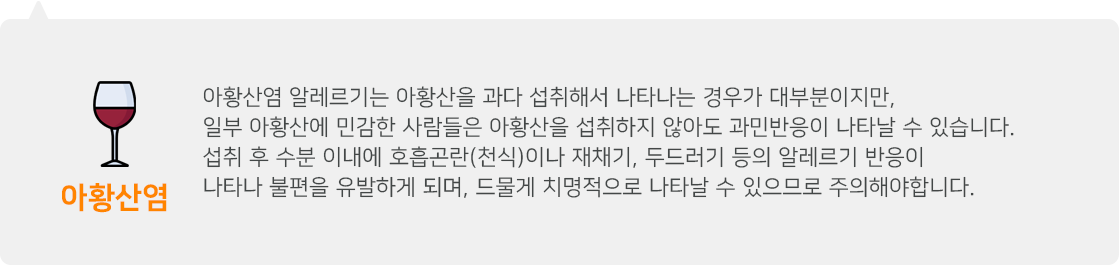 아황산염
아황산염 알레르기는 아황산을 과다 섭취해서 나타나는 경우가 대부분이지만,
일부 아황산에 민감한 사람들은 아황산을 섭취하지 않아도 과민반응이 나타날 수 있습니다.
섭취 후 수분 이내에 호흡곤란(천식)이나 재채기, 두드러기 등의 알레르기 반응이
나타나 불편을 유발하게 되며, 드물게 치명적으로 나타날 수 있으므로 주의해야합니다.